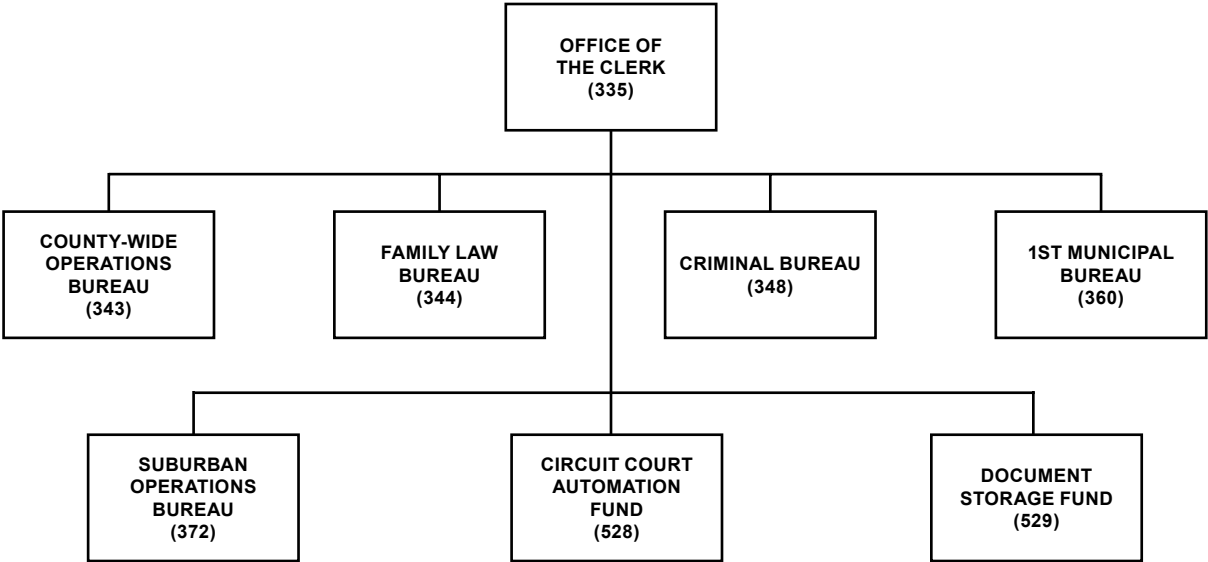 OFFICE OF
THE CLERK
(335)
COUNTY-WIDE
OPERATIONS
BUREAU
(343)
FAMILY LAW
BUREAU
(344)
CRIMINAL BUREAU
(348)
1ST MUNICIPAL
BUREAU
(360)
SUBURBAN
OPERATIONS
BUREAU
(372)
CIRCUIT COURT
AUTOMATION
FUND
(528)
DOCUMENT
STORAGE FUND
(529)